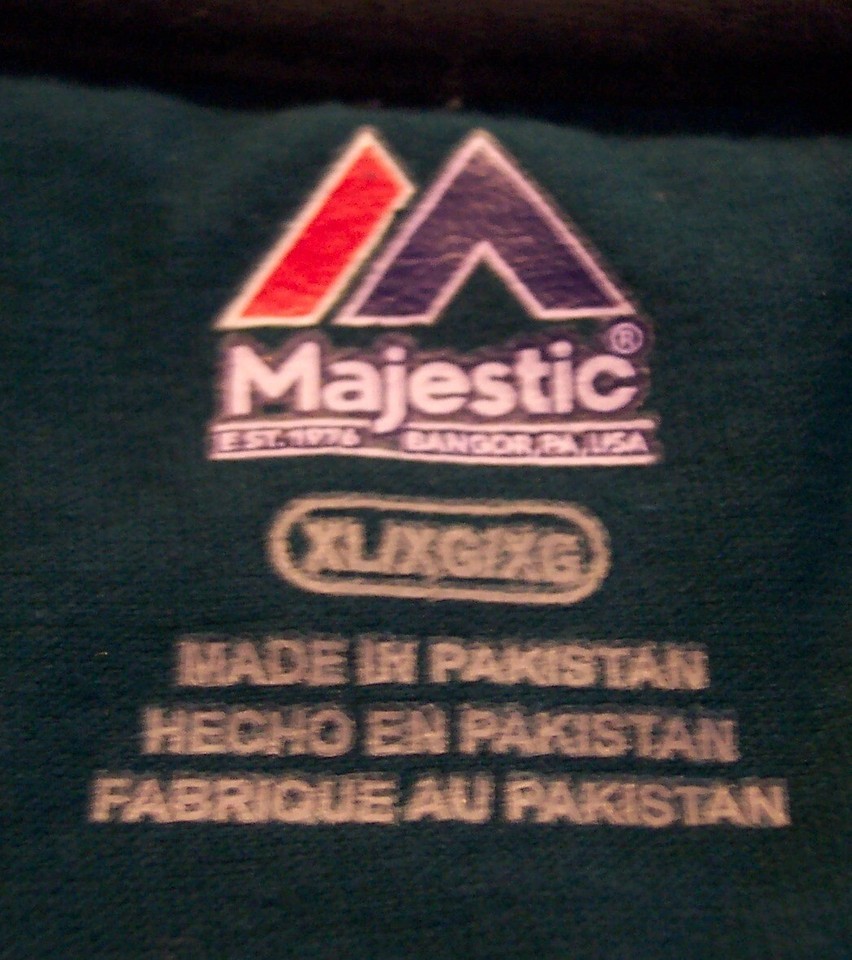 Majestic®
EST. 1976 BANGOR, PA, USA
XL/XG/XG
MADE IN PAKISTAN
HECHO EN PAKISTAN
FABRIQUE AU PAKISTAN